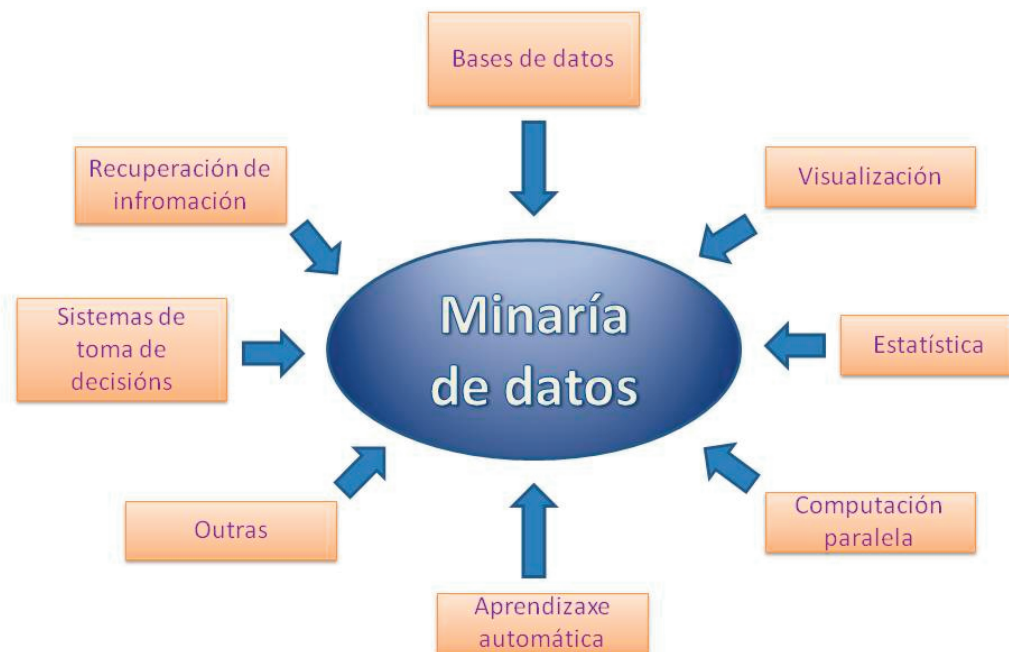 Bases de datos
Recuperación de
infromación
Visualización
Sistemas de
toma de
decisións
Minaría
de datos
Estatística
Outras
Computación
paralela
Aprendizaxe
automática